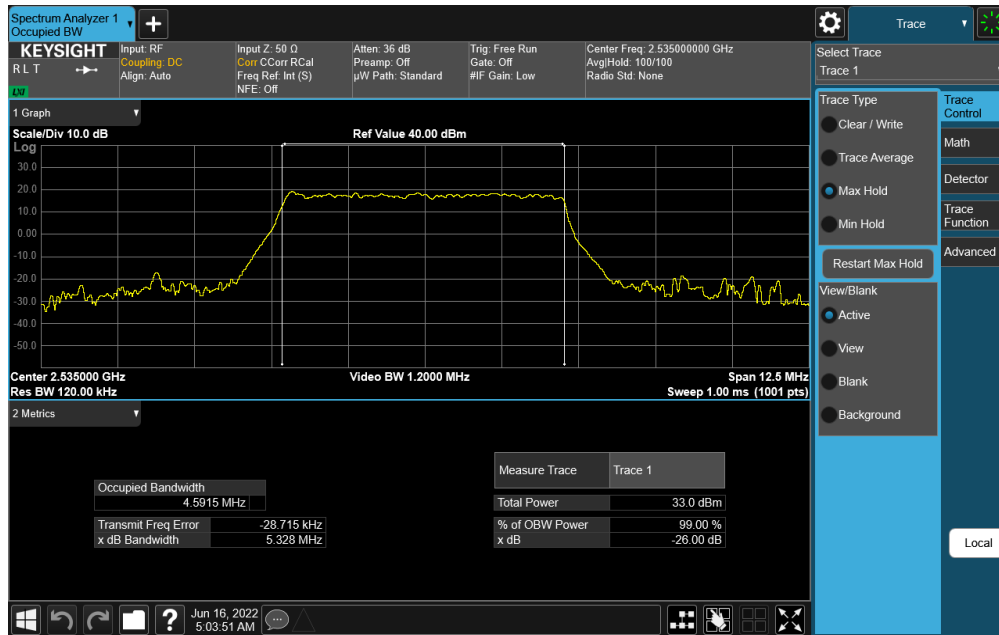 Spectrum Analyzer 1
Occupied BW
Trace
KEYSIGHT
R L T
LXI
Input: RF
Coupling: DC
Align: Auto
Input Z: 50 Ω
Corr CCorr RCal
Freq Ref: Int (S)
NFE: Off
Atten: 36 dB
Preamp: Off
µW Path: Standard
Trig: Free Run
Gate: Off
#IF Gain: Low
Center Freq: 2.535000000 GHz
Avg|Hold: 100/100
Radio Std: None
Select Trace
Trace 1
1 Graph
Scale/Div 10.0 dB
Ref Value 40.00 dBm
Log
30.0
20.0
10.0
0.00
-10.0
-20.0
-30.0
-40.0
-50.0
Center 2.535000 GHz
Video BW 1.2000 MHz
Span 12.5 MHz
Res BW 120.00 kHz
Sweep 1.00 ms (1001 pts)
Trace Type
Clear / Write
Trace Average
Max Hold
Min Hold
Restart Max Hold
View/Blank
Active
View
Blank
Background
Trace
Control
Math
Detector
Trace
Function
Advanced
Local
2 Metrics
Occupied Bandwidth
4.5915 MHz
Transmit Freq Error -28.715 kHz
x dB Bandwidth 5.328 MHz
Measure Trace Trace 1
Total Power 33.0 dBm
% of OBW Power 99.00 %
x dB -26.00 dB
?
Jun 16, 2022
5:03:51 AM